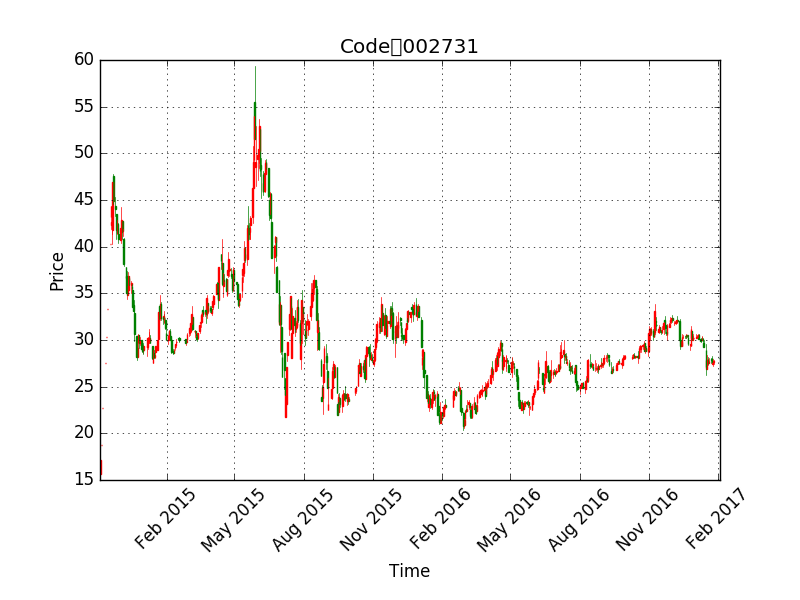 Code▯002731
60
55
50
45
40
35
30
25
20
15
Price
Feb 2015
May 2015
Aug 2015
Nov 2015
Feb 2016
May 2016
Aug 2016
Nov 2016
Feb 2017
Time